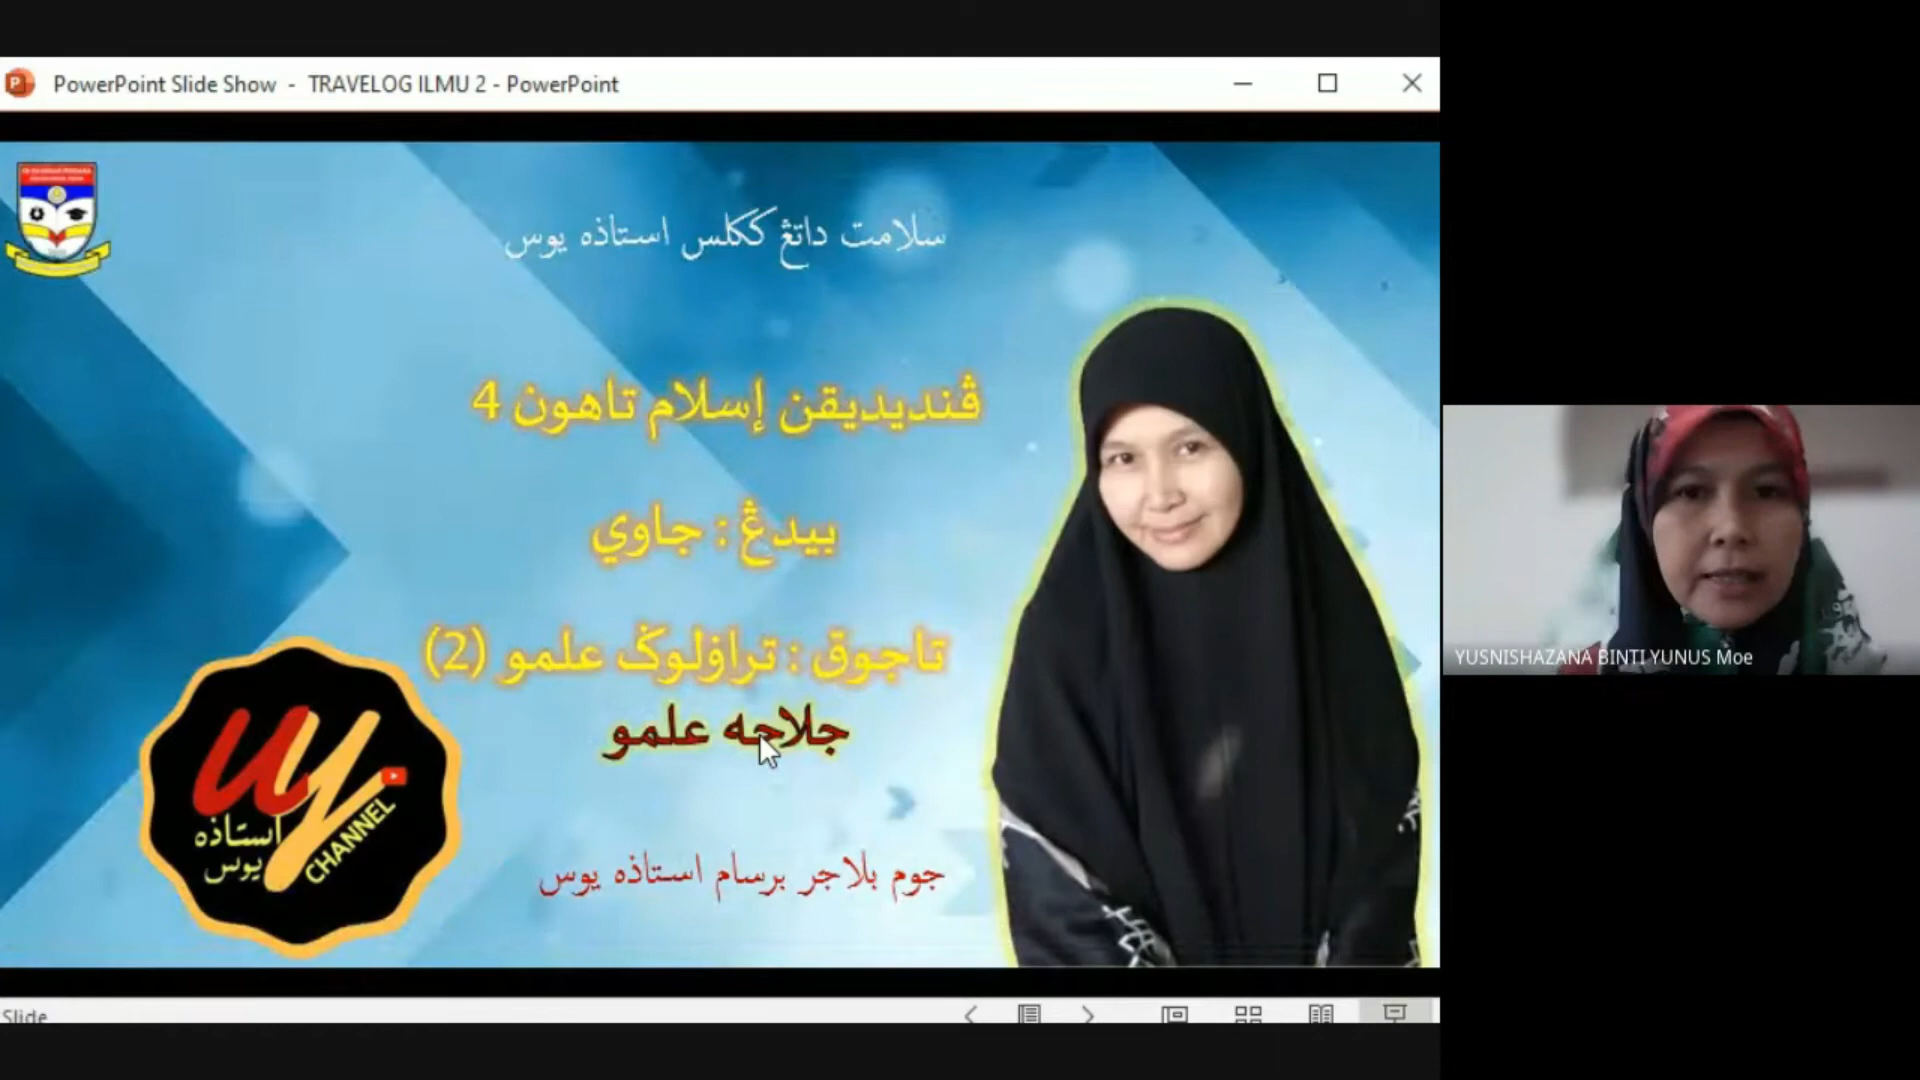 PowerPoint Slide Show - TRAVELOG ILMU 2 - PowerPoint
سلامت داتڠ ککلس استاذه يوس
ڤنديديقن إسلام تاهون 4
بيدڠ : جاوي
تاجوق : تراۏلوݢ علمو (2)
جلاجه علمو
استاذه
يوس
UY
CHANNEL
جوم بلاجر برسام استاذه يوس
YUSNISHAZANA BINTI YUNUS Moe
Slide